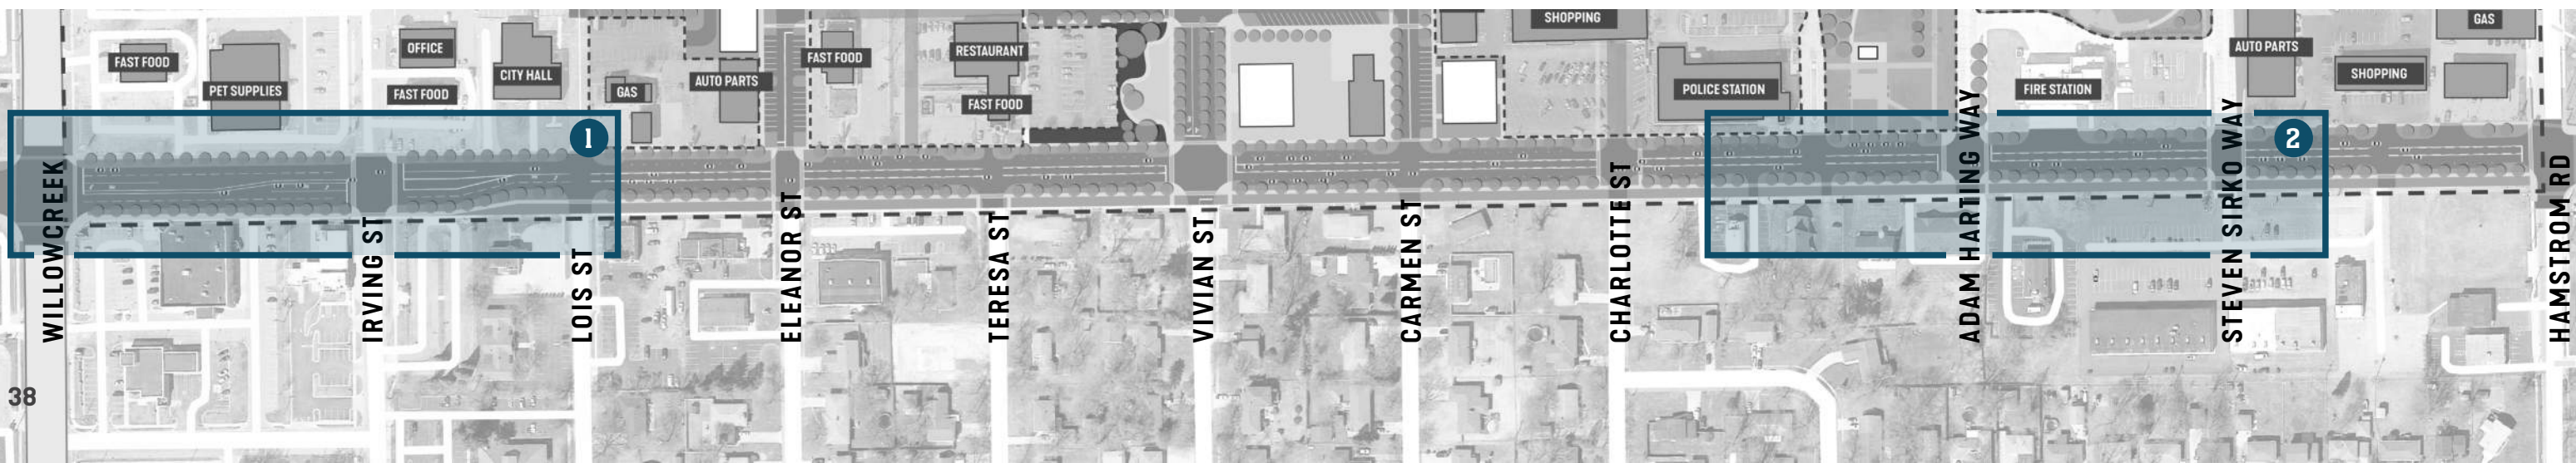 SHOPPING
GAS
FAST FOOD
OFFICE
CITY HALL
RESTAURANT
AUTO PARTS
FAST FOOD
PET SUPPLIES
FAST FOOD
GAS
AUTO PARTS
FAST FOOD
POLICE STATION
FIRE STATION
SHOPPING
1
2
WILLOWCREEK
IRVING ST
LOIS ST
ELEANOR ST
TERESA ST
VIVIAN ST
CARMEN ST
CHARLOTTE ST
ADAM HARTING WAY
STEVEN SIRKO WAY
HAMSTROM RD
38